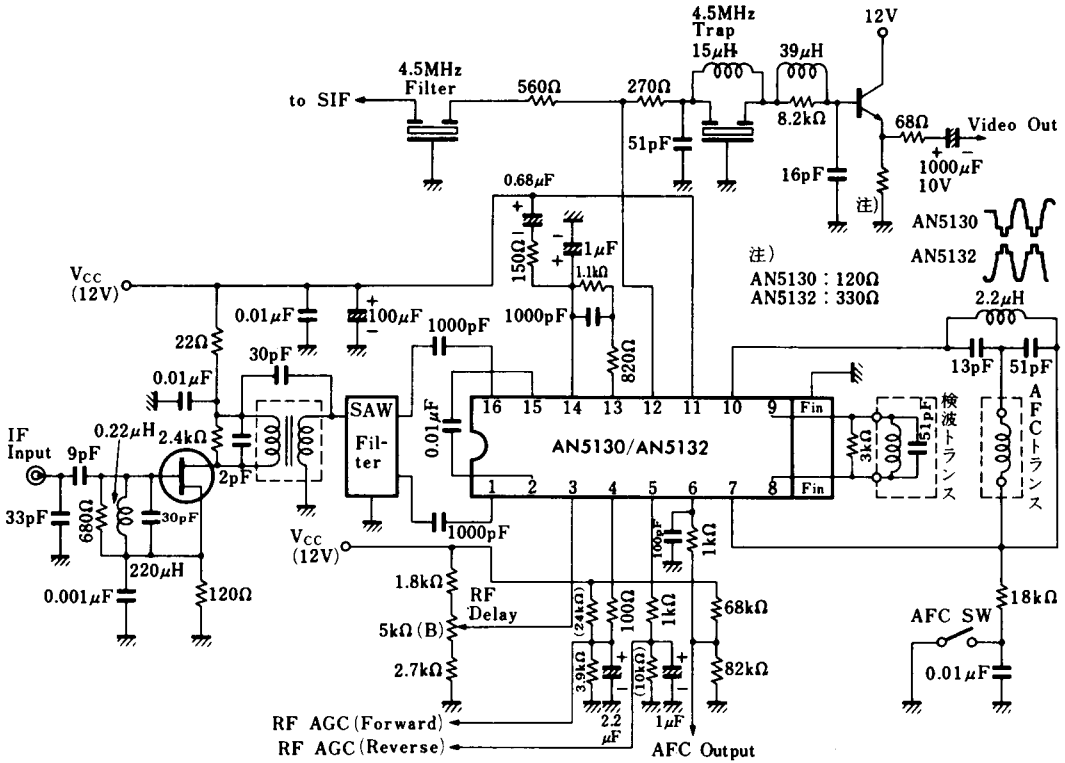 4.5MHz
Trap
15μH
39μH
12V
4.5MHz
Filter
to SIF
560Ω
270Ω
8.2kΩ
68Ω
Video Out
51pF
+ -
1000μF
10V
16pF
注)
0.68μF
+
-
150Ω
-
+
1μF
1.1kΩ
AN5130
AN5132
注)
AN5130 : 120Ω
AN5132 : 330Ω
VCC
(12V)
0.01μF
+
-
100μF
1000pF
1000pF
820Ω
2.2μH
13pF
51pF
22Ω
30pF
0.01μF
SAW
Fil-
ter
0.01μF
16 15 14 13 12 11 10 9
Fin
AN5130/AN5132
1 2 3 4 5 6 7 8
Fin
3kΩ
51pF
検波トランス
AFCトランス
2.4kΩ
2pF
0.22μH
IF
Input
9pF
33pF
680Ω
30pF
220μH
0.001μF
120Ω
1000pF
VCC
(12V)
100pF
1kΩ
1.8kΩ
RF
Delay
5kΩ (B)
2.7kΩ
(24kΩ)
100Ω
1kΩ
68kΩ
3.9kΩ
+
-
(10kΩ)
+
-
82kΩ
2.2
μF
1μF
18kΩ
AFC SW
0.01μF
RF AGC (Forward)
RF AGC (Reverse)
AFC Output